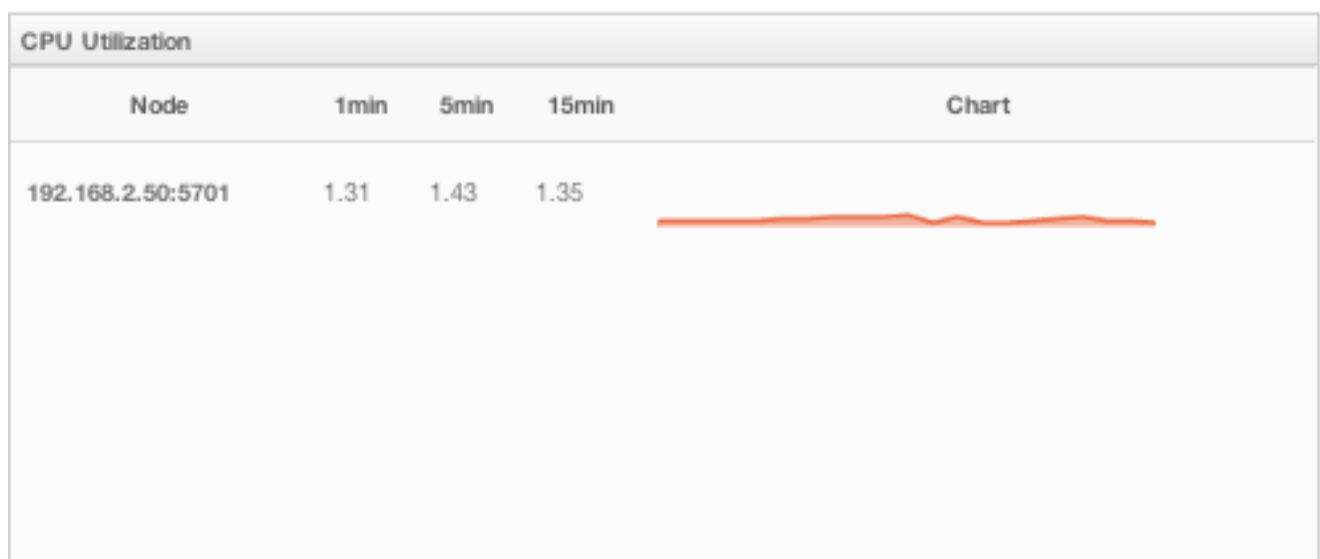 CPU Utilization
Node 1min 5min 15min Chart
192.168.2.50:5701 1.31 1.43 1.35